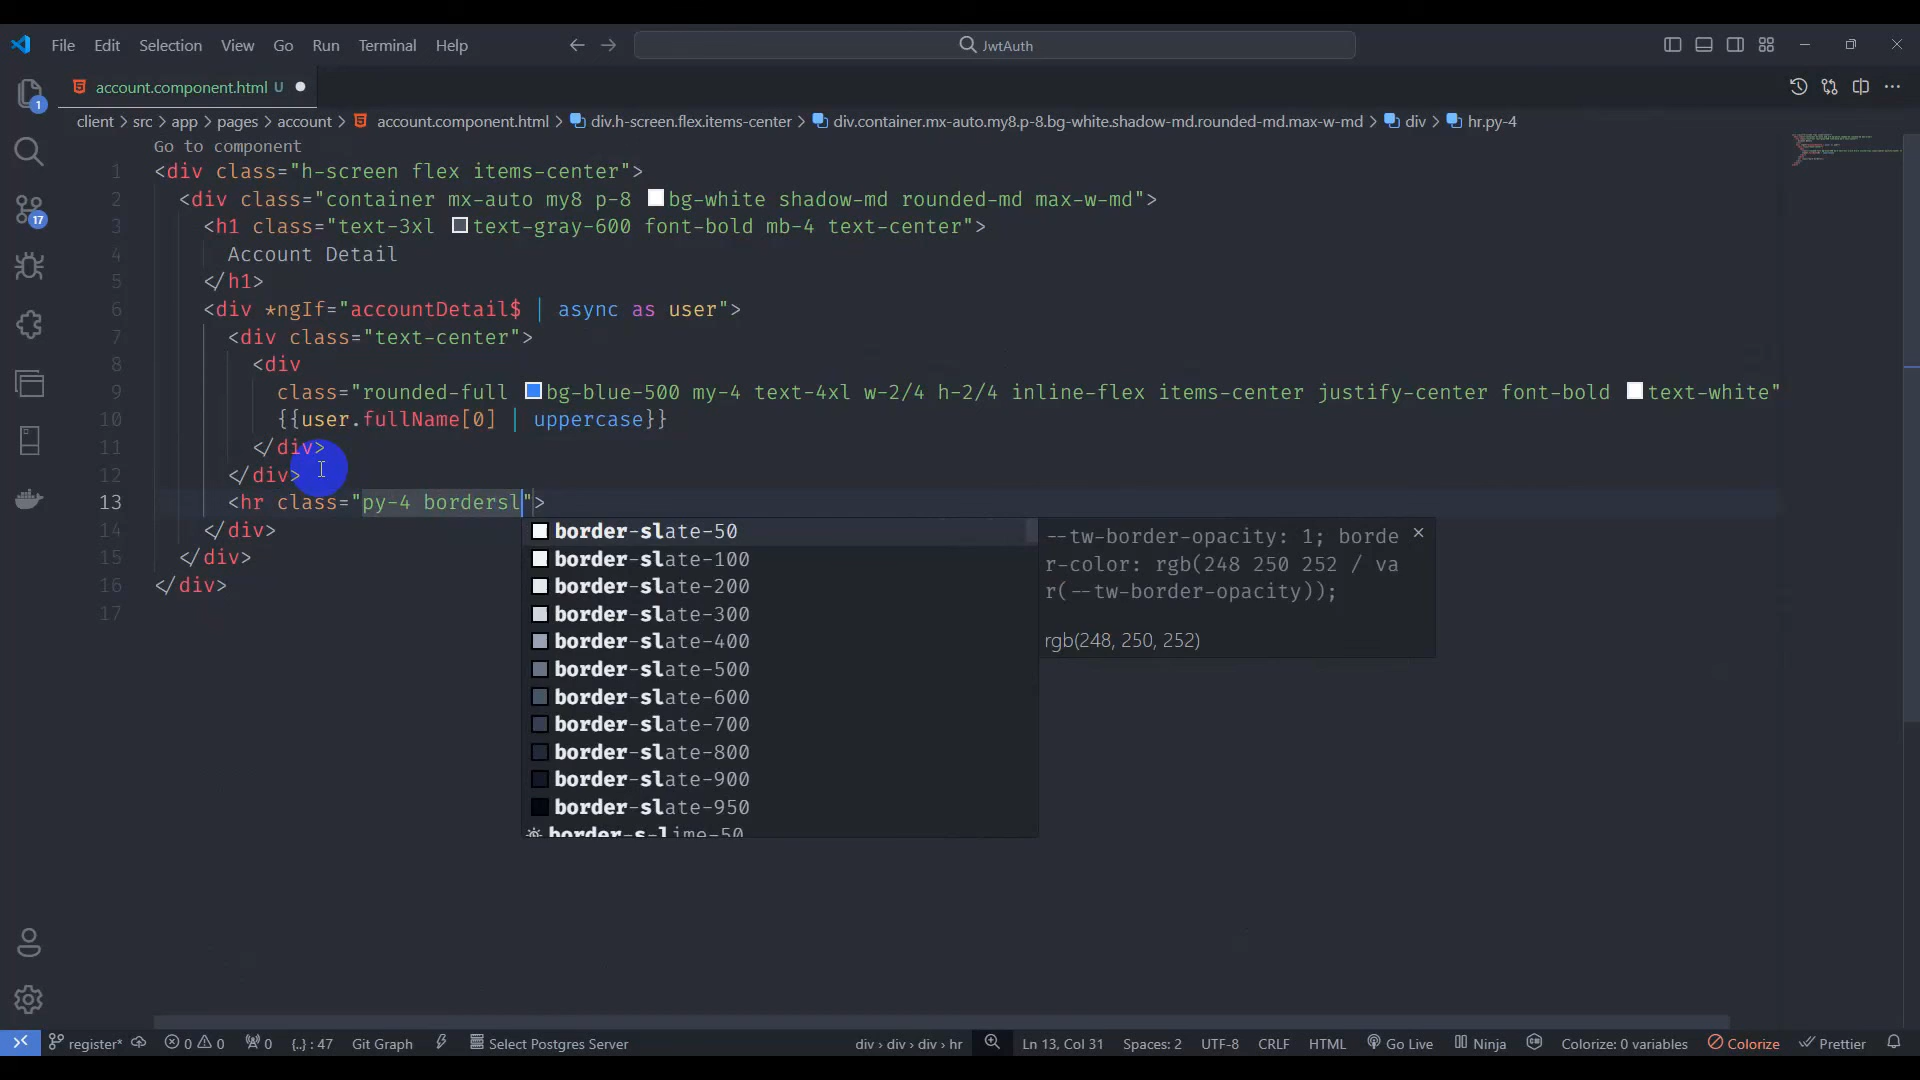 File Edit Selection View Go Run Terminal Help JwtAuth
account.component.html U
client > src > app > pages > account > account.component.html > div.h-screen.flex.items-center > div.container.mx-auto.my8.p-8.bg-white.shadow-md.rounded-md.max-w-md > div > hr.py-4
Go to component
1 <div class="h-screen flex items-center">
2 <div class="container mx-auto my8 p-8 bg-white shadow-md rounded-md max-w-md">
3 <h1 class="text-3xl text-gray-600 font-bold mb-4 text-center">
4 Account Detail
5 </h1>
6 <div *ngIf="accountDetail$ | async as user">
7 <div class="text-center">
8 <div
9 class="rounded-full bg-blue-500 my-4 text-4xl w-2/4 h-2/4 inline-flex items-center justify-center font-bold text-white"
10 {{user.fullName[0] | uppercase}}
11 </div>
12 </div>
13 <hr class="py-4 bordersl">
14 </div>
15 </div>
16 </div>
17
border-slate-50
border-slate-100
border-slate-200
border-slate-300
border-slate-400
border-slate-500
border-slate-600
border-slate-700
border-slate-800
border-slate-900
border-slate-950
border-s-lime-50
--tw-border-opacity: 1; borde
r-color: rgb(248 250 252 / va
r(--tw-border-opacity));
rgb(248, 250, 252)
1
17
register* 0 0 0 {..} : 47 Git Graph Select Postgres Server div › div › div › hr Ln 13, Col 31 Spaces: 2 UTF-8 CRLF HTML Go Live Ninja Colorize: 0 variables Colorize Prettier